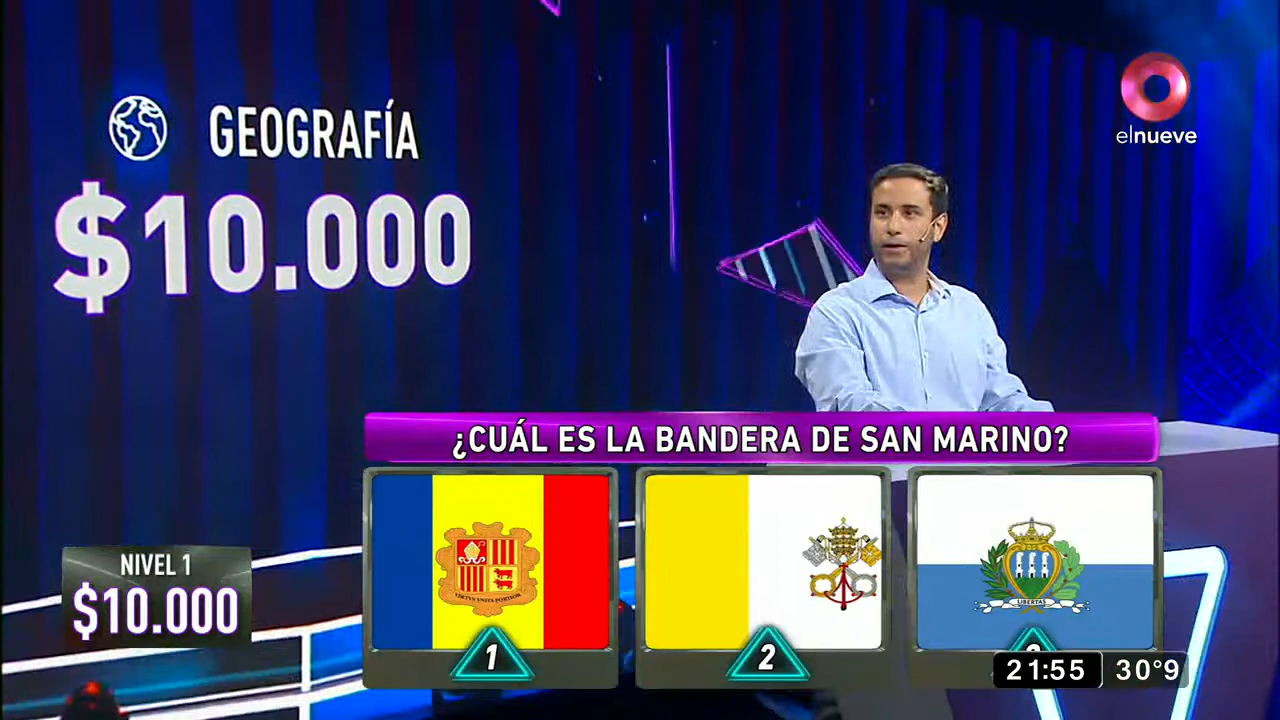 GEOGRAFÍA
$10.000
elnueve
¿CUÁL ES LA BANDERA DE SAN MARINO?
NIVEL 1
$10.000
VIRTVS VNITA FORTIOR
LIBERTAS
1
2
21:55
30°9